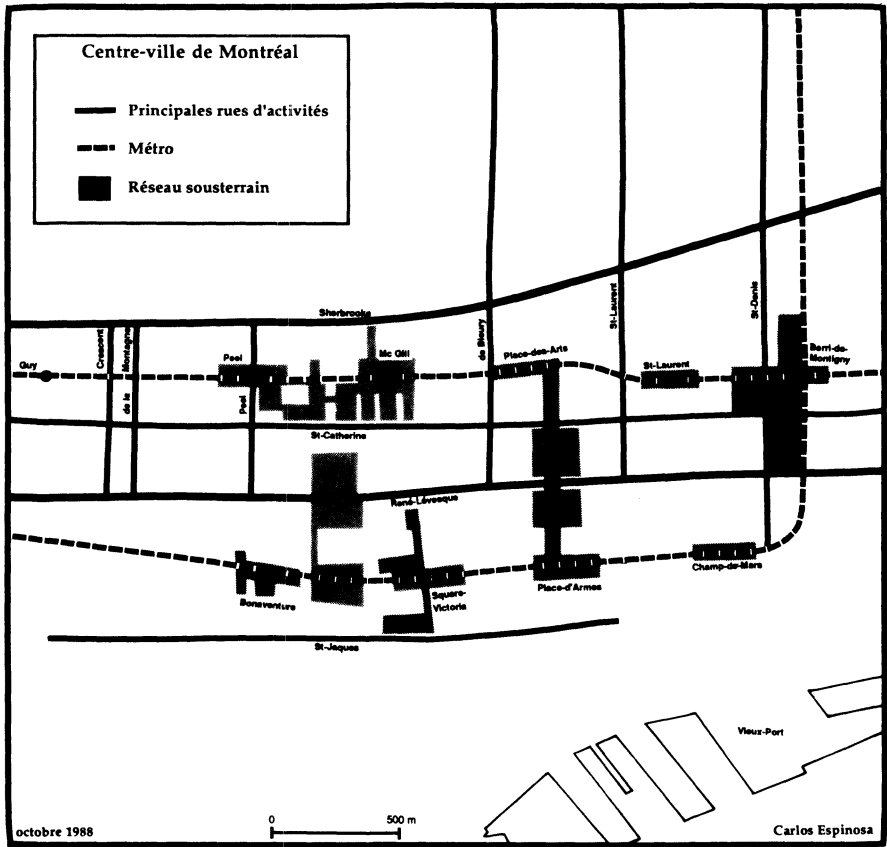 Centre-ville de Montréal
Principales rues d'activités
Métro
Réseau sousterrain
Sherbrooke
Crescent
de la Montagne
Peel
de Bleury
St-Laurent
St-Denis
Guy
Peel
Mc Gill
Place-des-Arts
St-Laurent
Berri-de-
Montigny
St-Catherine
René-Lévesque
Bonaventure
Square-
Victoria
Place-d'Armes
Champ-de-Mars
St-Jaques
Vieux-Port
0 500 m
octobre 1988
Carlos Espinosa